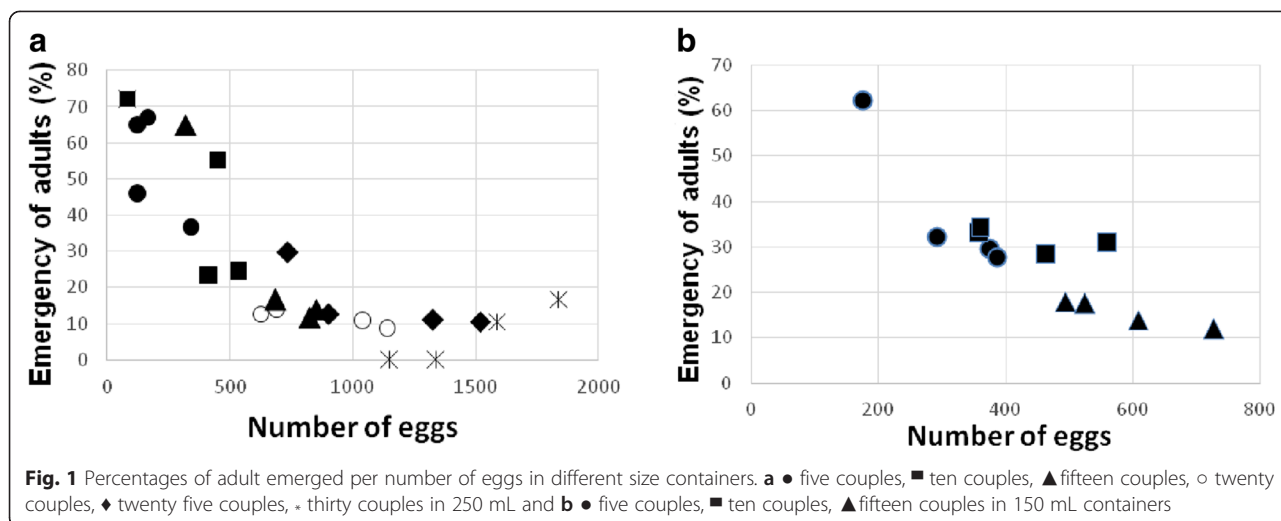 a
80
70
60
50
40
30
20
10
0
0 500 1000 1500 2000
Emergency of adults (%)
Number of eggs
b
70
60
50
40
30
20
10
0
0 200 400 600 800
Emergency of adults (%)
Number of eggs
Fig. 1 Percentages of adult emerged per number of eggs in different size containers. a ● five couples, ■ ten couples, ▲fifteen couples, ○ twenty
couples, ♦ twenty five couples, * thirty couples in 250 mL and b ● five couples, ■ ten couples, ▲fifteen couples in 150 mL containers